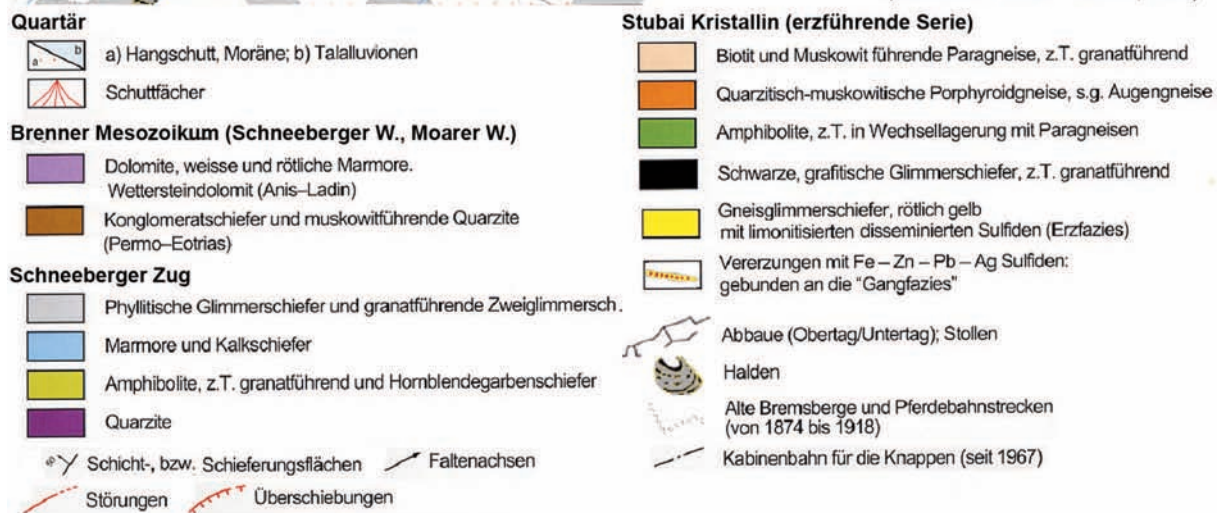 Quartär
a b a) Hangschutt, Moräne; b) Talalluvionen
Schuttfächer
Brenner Mesozoikum (Schneeberger W., Moarer W.)
Dolomite, weisse und rötliche Marmore.
Wettersteindolomit (Anis–Ladin)
Konglomeratschiefer und muskowitführende Quarzite
(Permo–Eotrias)
Schneeberger Zug
Phyllitische Glimmerschiefer und granatführende Zweiglimmersch.
Marmore und Kalkschiefer
Amphibolite, z.T. granatführend und Hornblendegarbenschiefer
Quarzite
Schicht-, bzw. Schieferungsflächen
Faltenachsen
Störungen
Überschiebungen
Stubai Kristallin (erzführende Serie)
Biotit und Muskowit führende Paragneise, z.T. granatführend
Quarzitisch-muskowitische Porphyroidgneise, s.g. Augengneise
Amphibolite, z.T. in Wechsellagerung mit Paragneisen
Schwarze, grafitische Glimmerschiefer, z.T. granatführend
Gneisglimmerschiefer, rötlich gelb
mit limonitisierten disseminierten Sulfiden (Erzfazies)
Vererzungen mit Fe – Zn – Pb – Ag Sulfiden:
gebunden an die "Gangfazies"
Abbaue (Obertag/Untertag); Stollen
Halden
Alte Bremsberge und Pferdebahnstrecken
(von 1874 bis 1918)
Kabinenbahn für die Knappen (seit 1967)